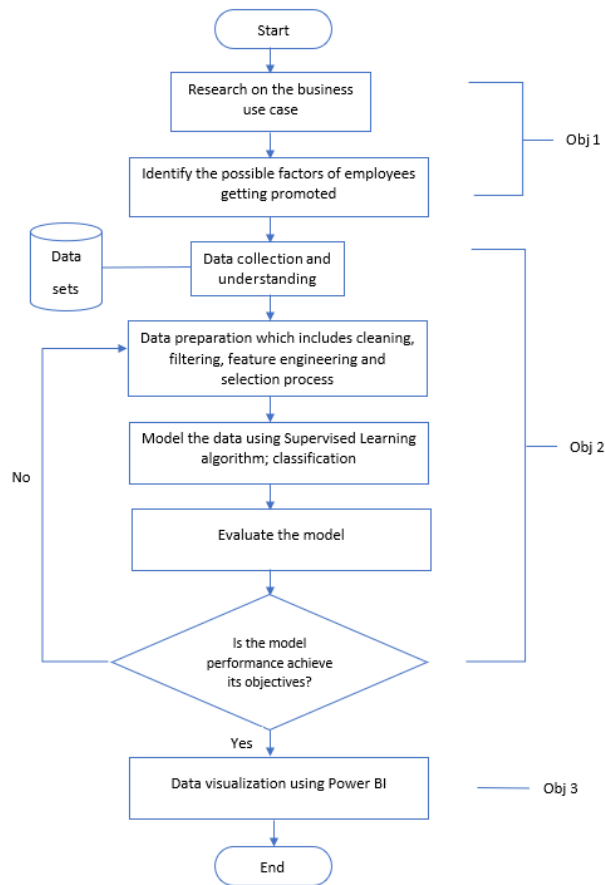 Start
Research on the business
use case
Obj 1
Identify the possible factors of employees
getting promoted
Data
sets
Data collection and
understanding
Data preparation which includes cleaning,
filtering, feature engineering and
selection process
Model the data using Supervised Learning
algorithm; classification
Obj 2
No
Evaluate the model
Is the model
performance achieve
its objectives?
Yes
Data visualization using Power BI
Obj 3
End